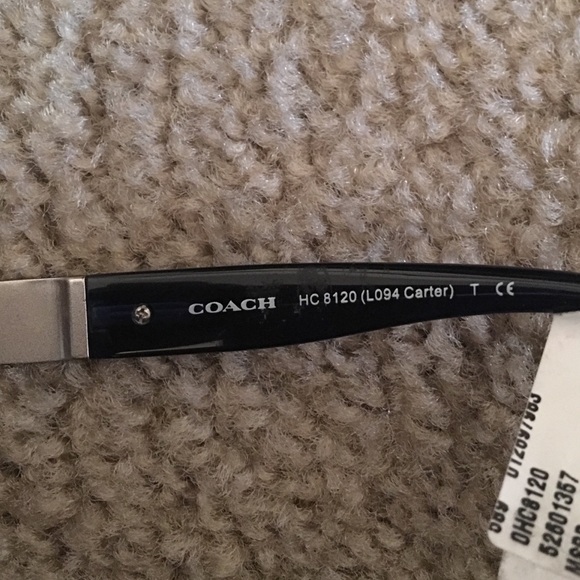 COACH HC 8120 (L094 Carter) T CE
0HC8120
52801357